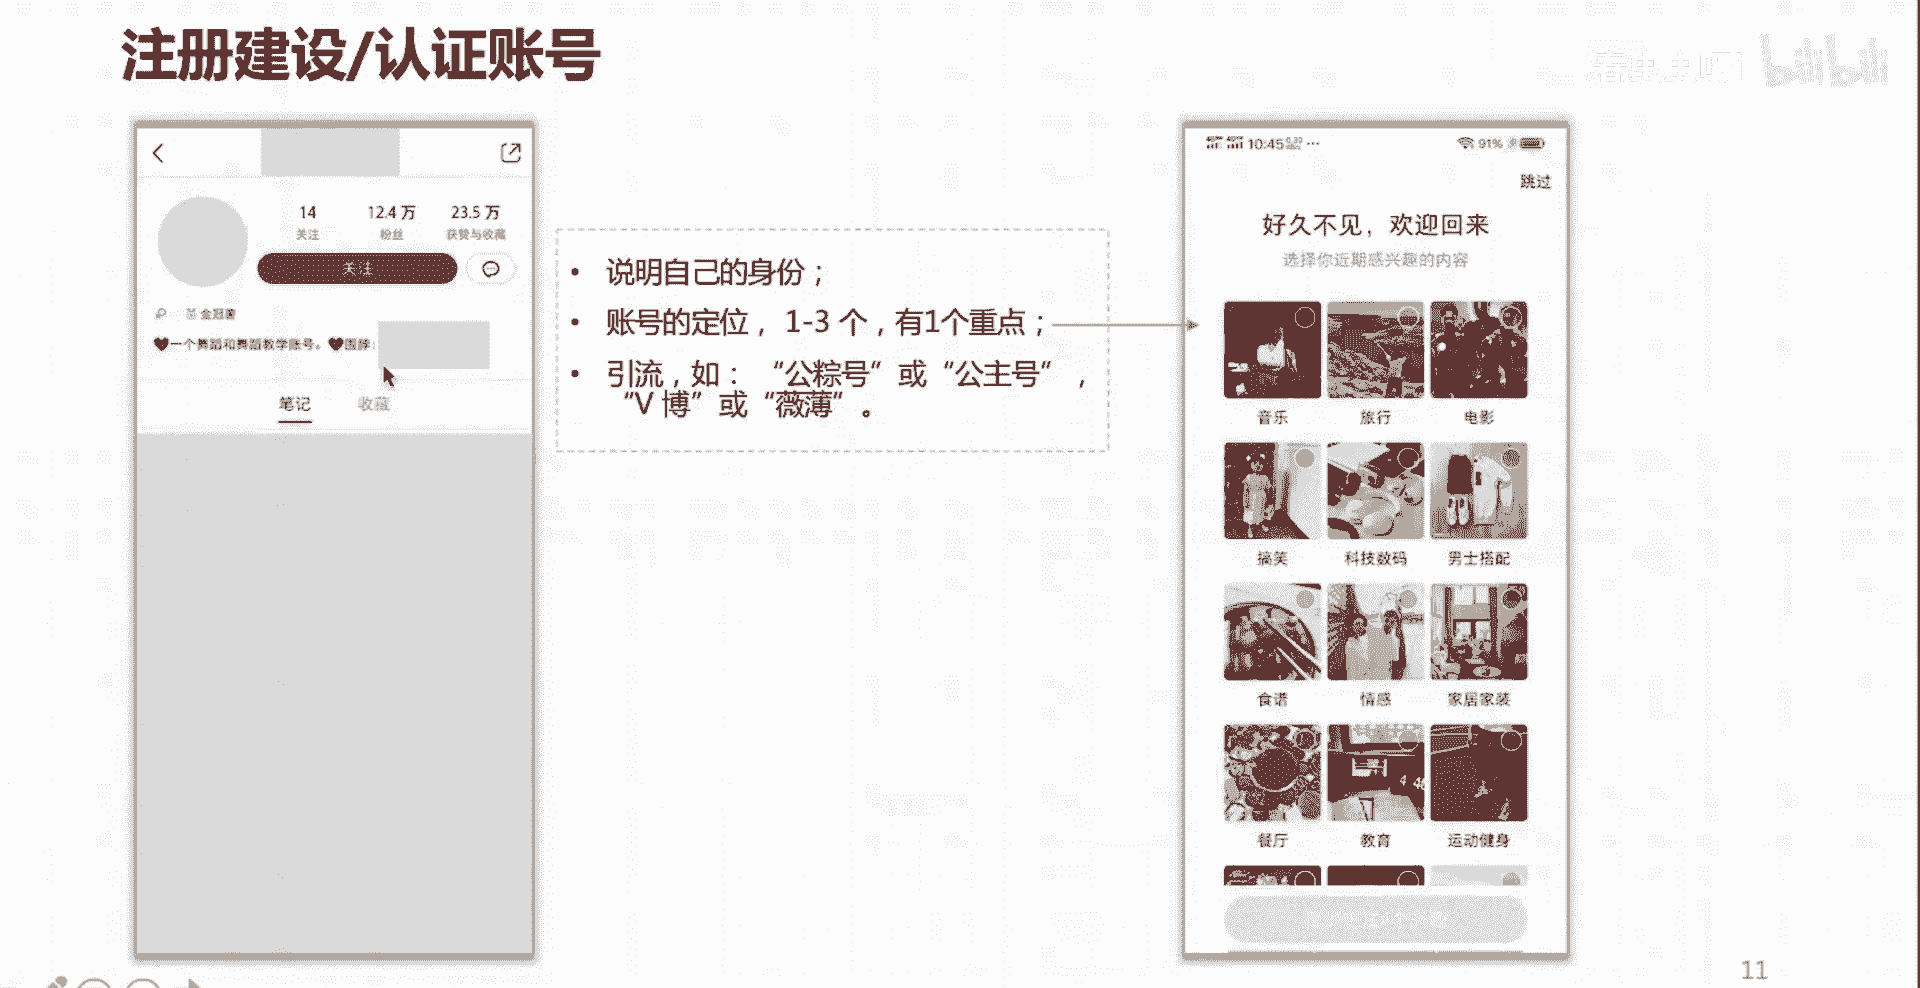 注册建设/认证账号
bilibili
14
12.4 万
23.5 万
关注
粉丝
获赞与收藏
关注
金冠薯
一个舞蹈和舞蹈教学账号。
围脖:
笔记
收藏
• 说明自己的身份；
• 账号的定位，1-3 个，有1个重点；
• 引流，如：“公粽号”或“公主号”，
“V 博”或“薇薄”。
10:45
91%
跳过
好久不见，欢迎回来
选择你近期感兴趣的内容
音乐
旅行
电影
搞笑
科技数码
男士搭配
食谱
情感
家居家装
餐厅
教育
运动健身
11